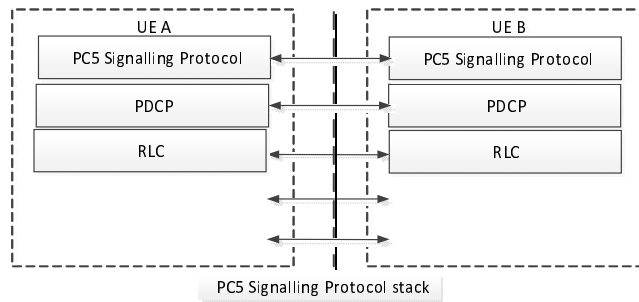 UE A
UE B
PC5 Signalling Protocol
PC5 Signalling Protocol
PDCP
PDCP
RLC
RLC
PC5 Signalling Protocol stack